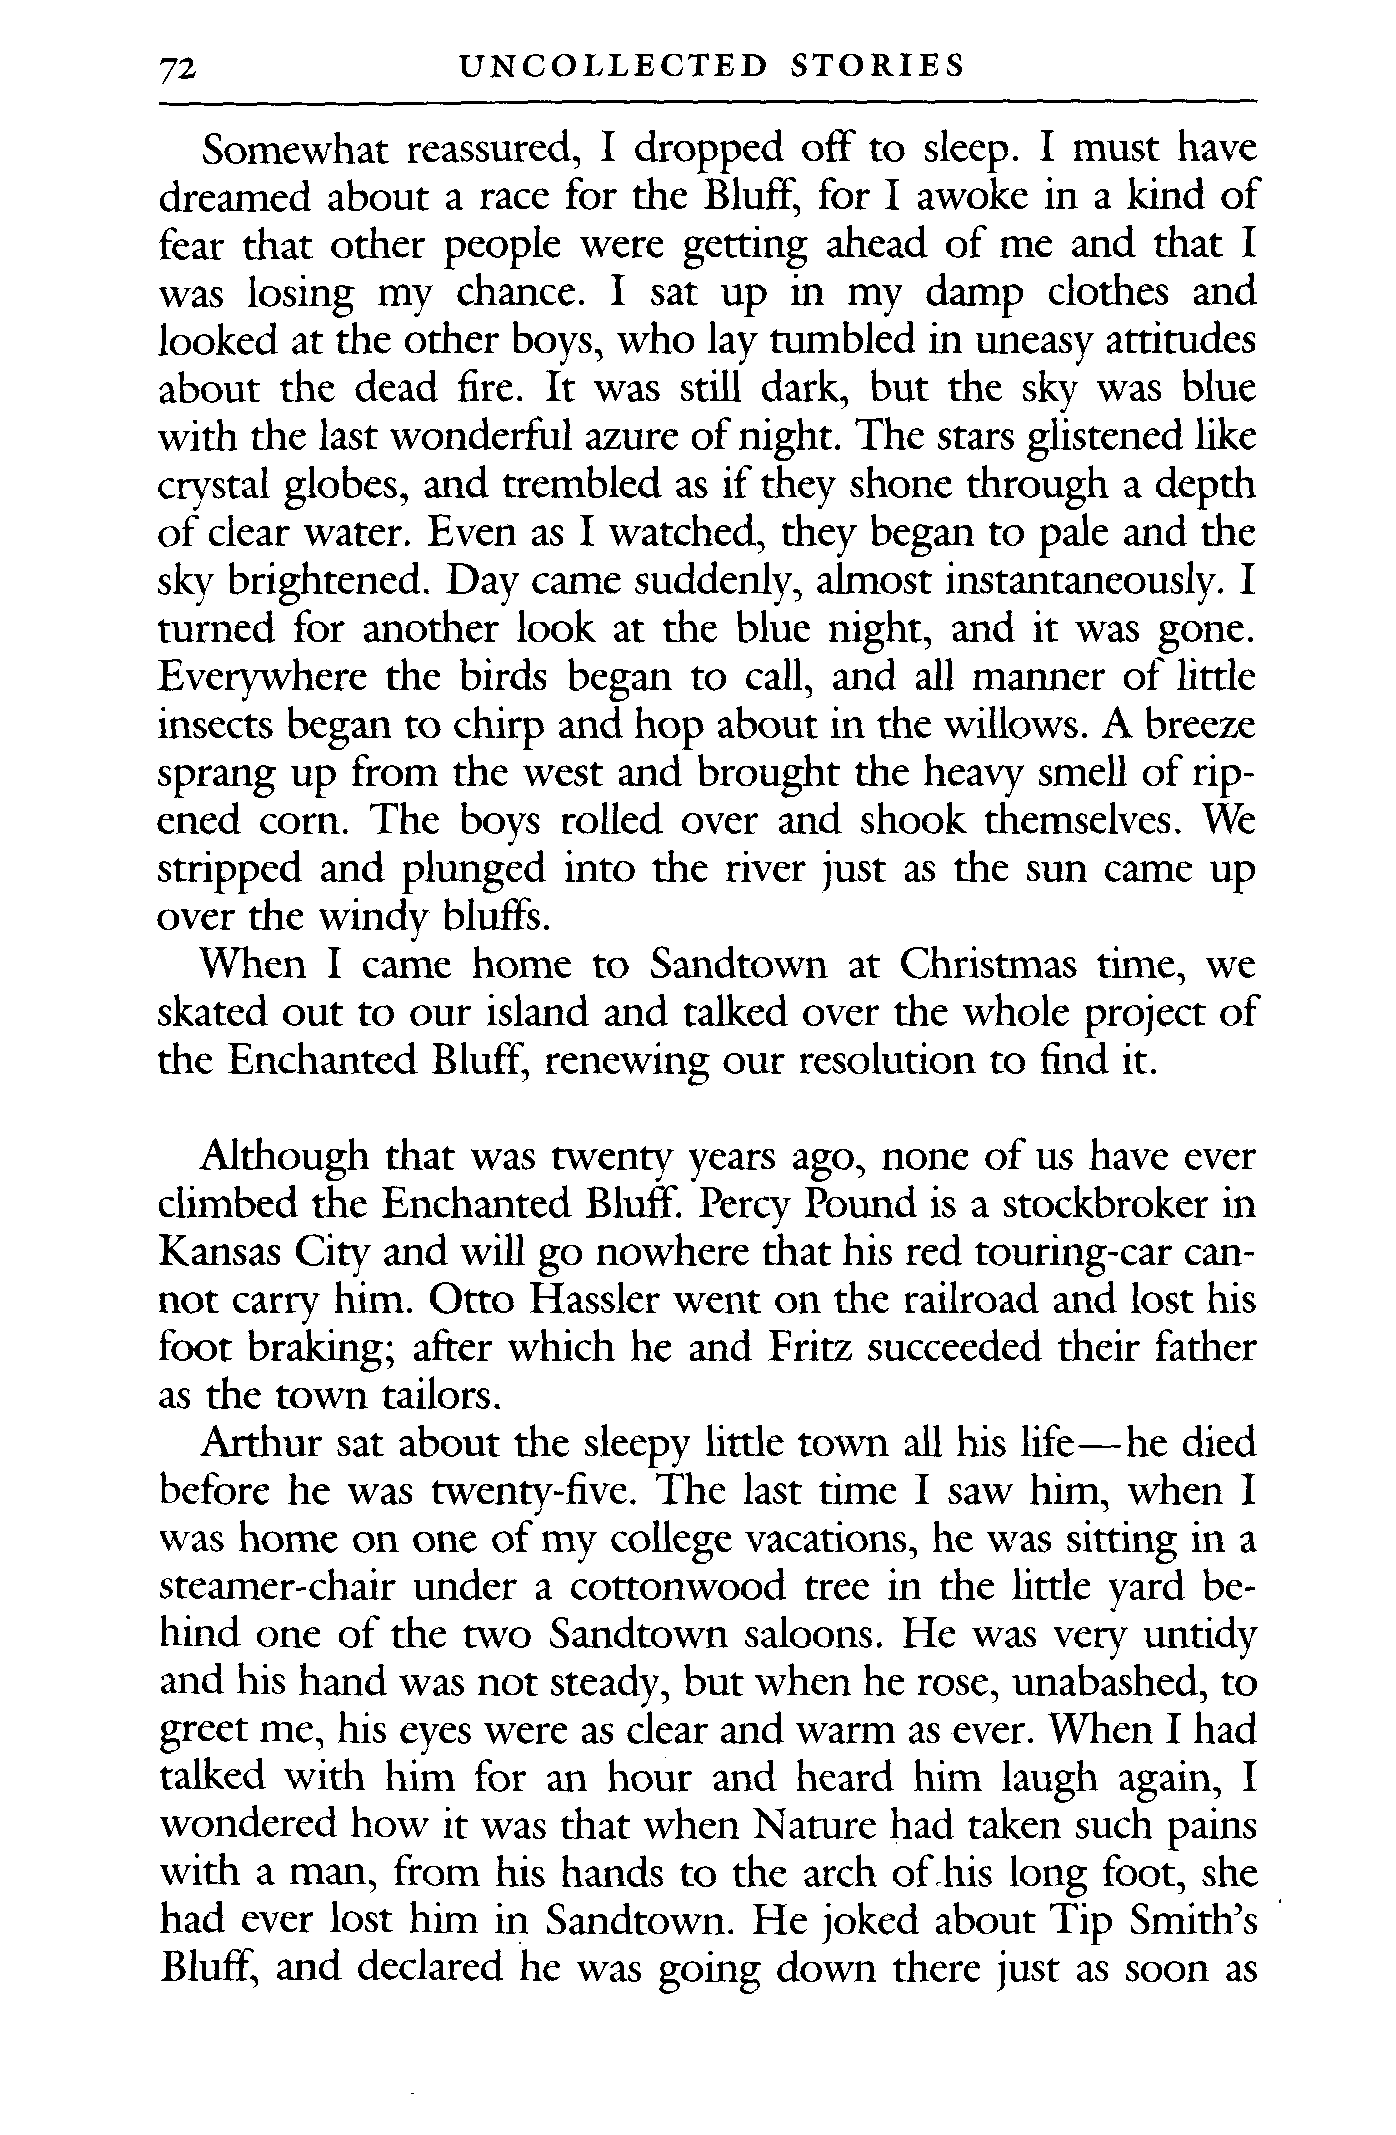 72 UNCOLLECTED STORIES
Somewhat reassured, I dropped off to sleep. I must have
dreamed about a race for the Bluff, for I awoke in a kind of
fear that other people were getting ahead of me and that I
was losing my chance. I sat up in my damp clothes and
looked at the other boys, who lay tumbled in uneasy attitudes
about the dead fire. It was still dark, but the sky was blue
with the last wonderful azure of night. The stars glistened like
crystal globes, and trembled as if they shone through a depth
of clear water. Even as I watched, they began to pale and the
sky brightened. Day came suddenly, almost instantaneously. I
turned for another look at the blue night, and it was gone.
Everywhere the birds began to call, and all manner of little
insects began to chirp and hop about in the willows. A breeze
sprang up from the west and brought the heavy smell of rip-
ened corn. The boys rolled over and shook themselves. We
stripped and plunged into the river just as the sun came up
over the windy bluffs.
When I came home to Sandtown at Christmas time, we
skated out to our island and talked over the whole project of
the Enchanted Bluff, renewing our resolution to find it.
Although that was twenty years ago, none of us have ever
climbed the Enchanted Bluff. Percy Pound is a stockbroker in
Kansas City and will go nowhere that his red touring-car can-
not carry him. Otto Hassler went on the railroad and lost his
foot braking; after which he and Fritz succeeded their father
as the town tailors.
Arthur sat about the sleepy little town all his life—he died
before he was twenty-five. The last time I saw him, when I
was home on one of my college vacations, he was sitting in a
steamer-chair under a cottonwood tree in the little yard be-
hind one of the two Sandtown saloons. He was very untidy
and his hand was not steady, but when he rose, unabashed, to
greet me, his eyes were as clear and warm as ever. When I had
talked with him for an hour and heard him laugh again, I
wondered how it was that when Nature had taken such pains
with a man, from his hands to the arch of his long foot, she
had ever lost him in Sandtown. He joked about Tip Smith's
Bluff, and declared he was going down there just as soon as